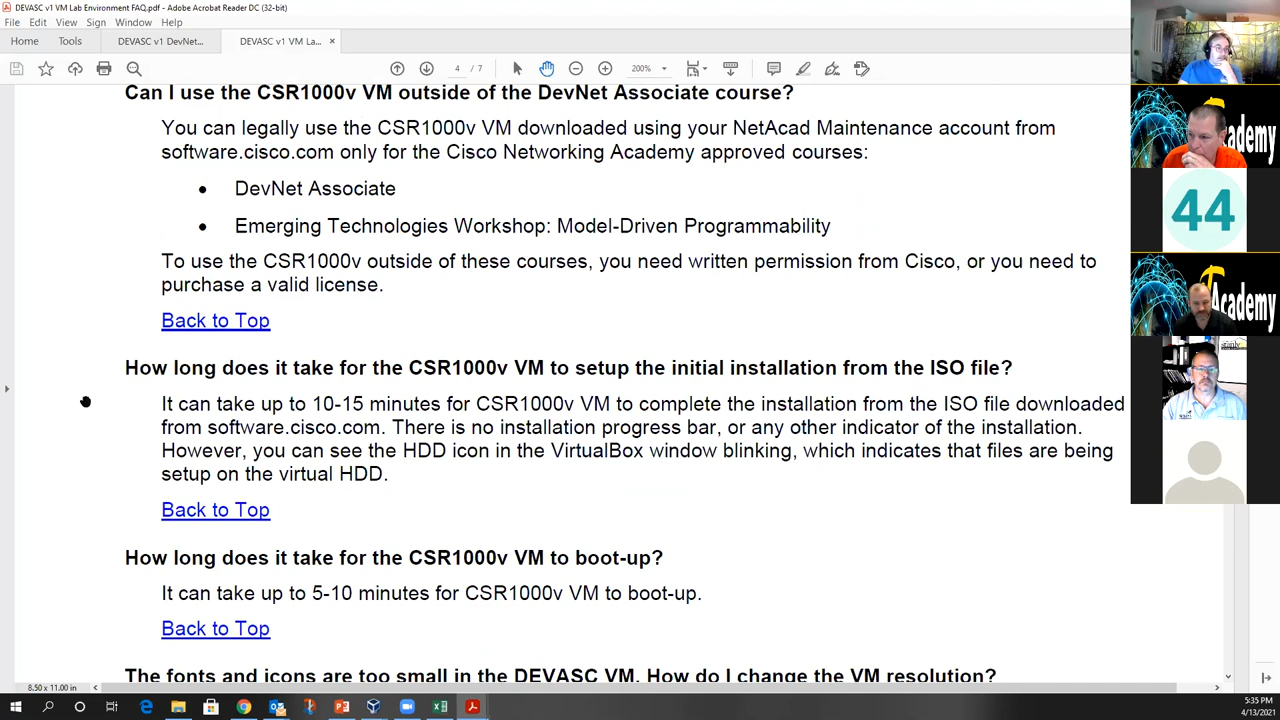 DEVASC v1 VM Lab Environment FAQ.pdf - Adobe Acrobat Reader DC (32-bit)
File Edit View Sign Window Help
Home Tools DEVASC v1 DevNet... DEVASC v1 VM La... ×
4 / 7 200%
Can I use the CSR1000v VM outside of the DevNet Associate course?
You can legally use the CSR1000v VM downloaded using your NetAcad Maintenance account from
software.cisco.com only for the Cisco Networking Academy approved courses:
• DevNet Associate
• Emerging Technologies Workshop: Model-Driven Programmability
To use the CSR1000v outside of these courses, you need written permission from Cisco, or you need to
purchase a valid license.
Back to Top
How long does it take for the CSR1000v VM to setup the initial installation from the ISO file?
It can take up to 10-15 minutes for CSR1000v VM to complete the installation from the ISO file downloaded
from software.cisco.com. There is no installation progress bar, or any other indicator of the installation.
However, you can see the HDD icon in the VirtualBox window blinking, which indicates that files are being
setup on the virtual HDD.
Back to Top
How long does it take for the CSR1000v VM to boot-up?
It can take up to 5-10 minutes for CSR1000v VM to boot-up.
Back to Top
The fonts and icons are too small in the DEVASC VM. How do I change the VM resolution?
8.50 x 11.00 in
ademy
44
Academy
5:35 PM
4/13/2021